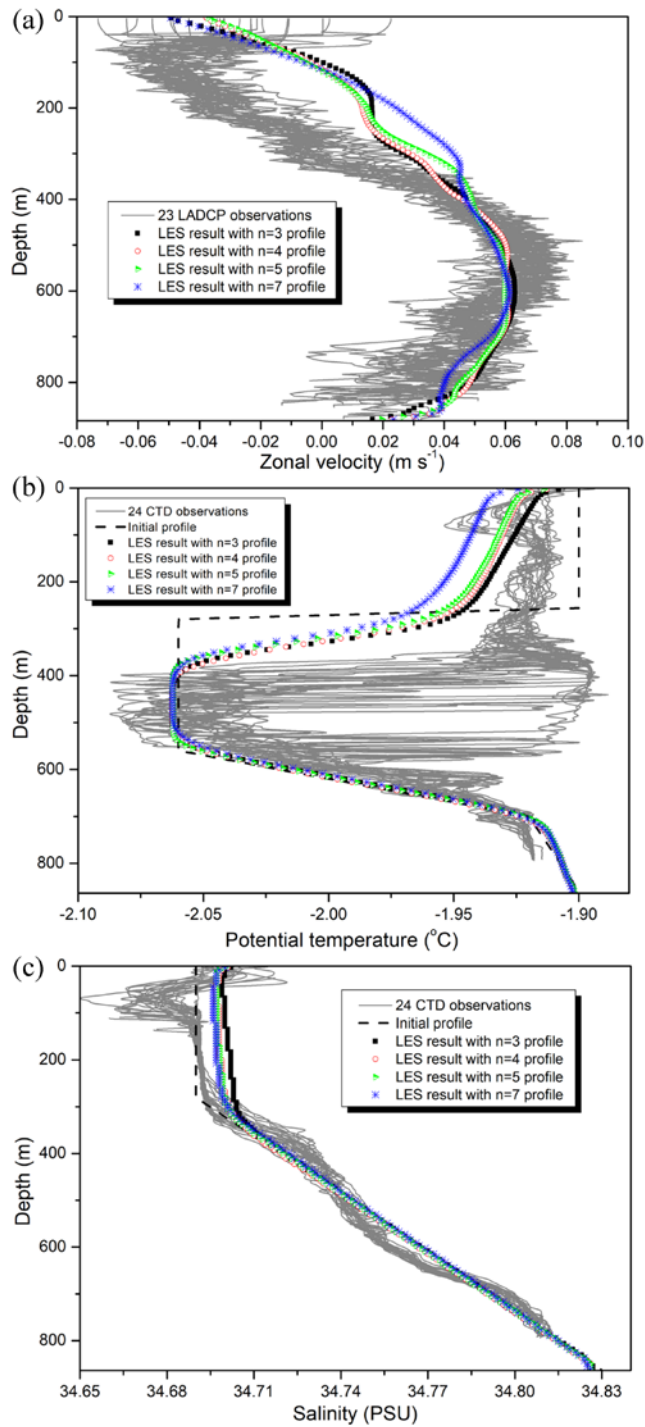 (a)
0
200
400
600
800
Depth (m)
23 LADCP observations
LES result with n=3 profile
LES result with n=4 profile
LES result with n=5 profile
LES result with n=7 profile
-0.08 -0.06 -0.04 -0.02 0.00 0.02 0.04 0.06 0.08 0.10
Zonal velocity (m s⁻¹)
(b)
0
200
400
600
800
Depth (m)
24 CTD observations
Initial profile
LES result with n=3 profile
LES result with n=4 profile
LES result with n=5 profile
LES result with n=7 profile
-2.10 -2.05 -2.00 -1.95 -1.90
Potential temperature (°C)
(c)
0
200
400
600
800
Depth (m)
24 CTD observations
Initial profile
LES result with n=3 profile
LES result with n=4 profile
LES result with n=5 profile
LES result with n=7 profile
34.65 34.68 34.71 34.74 34.77 34.80 34.83
Salinity (PSU)